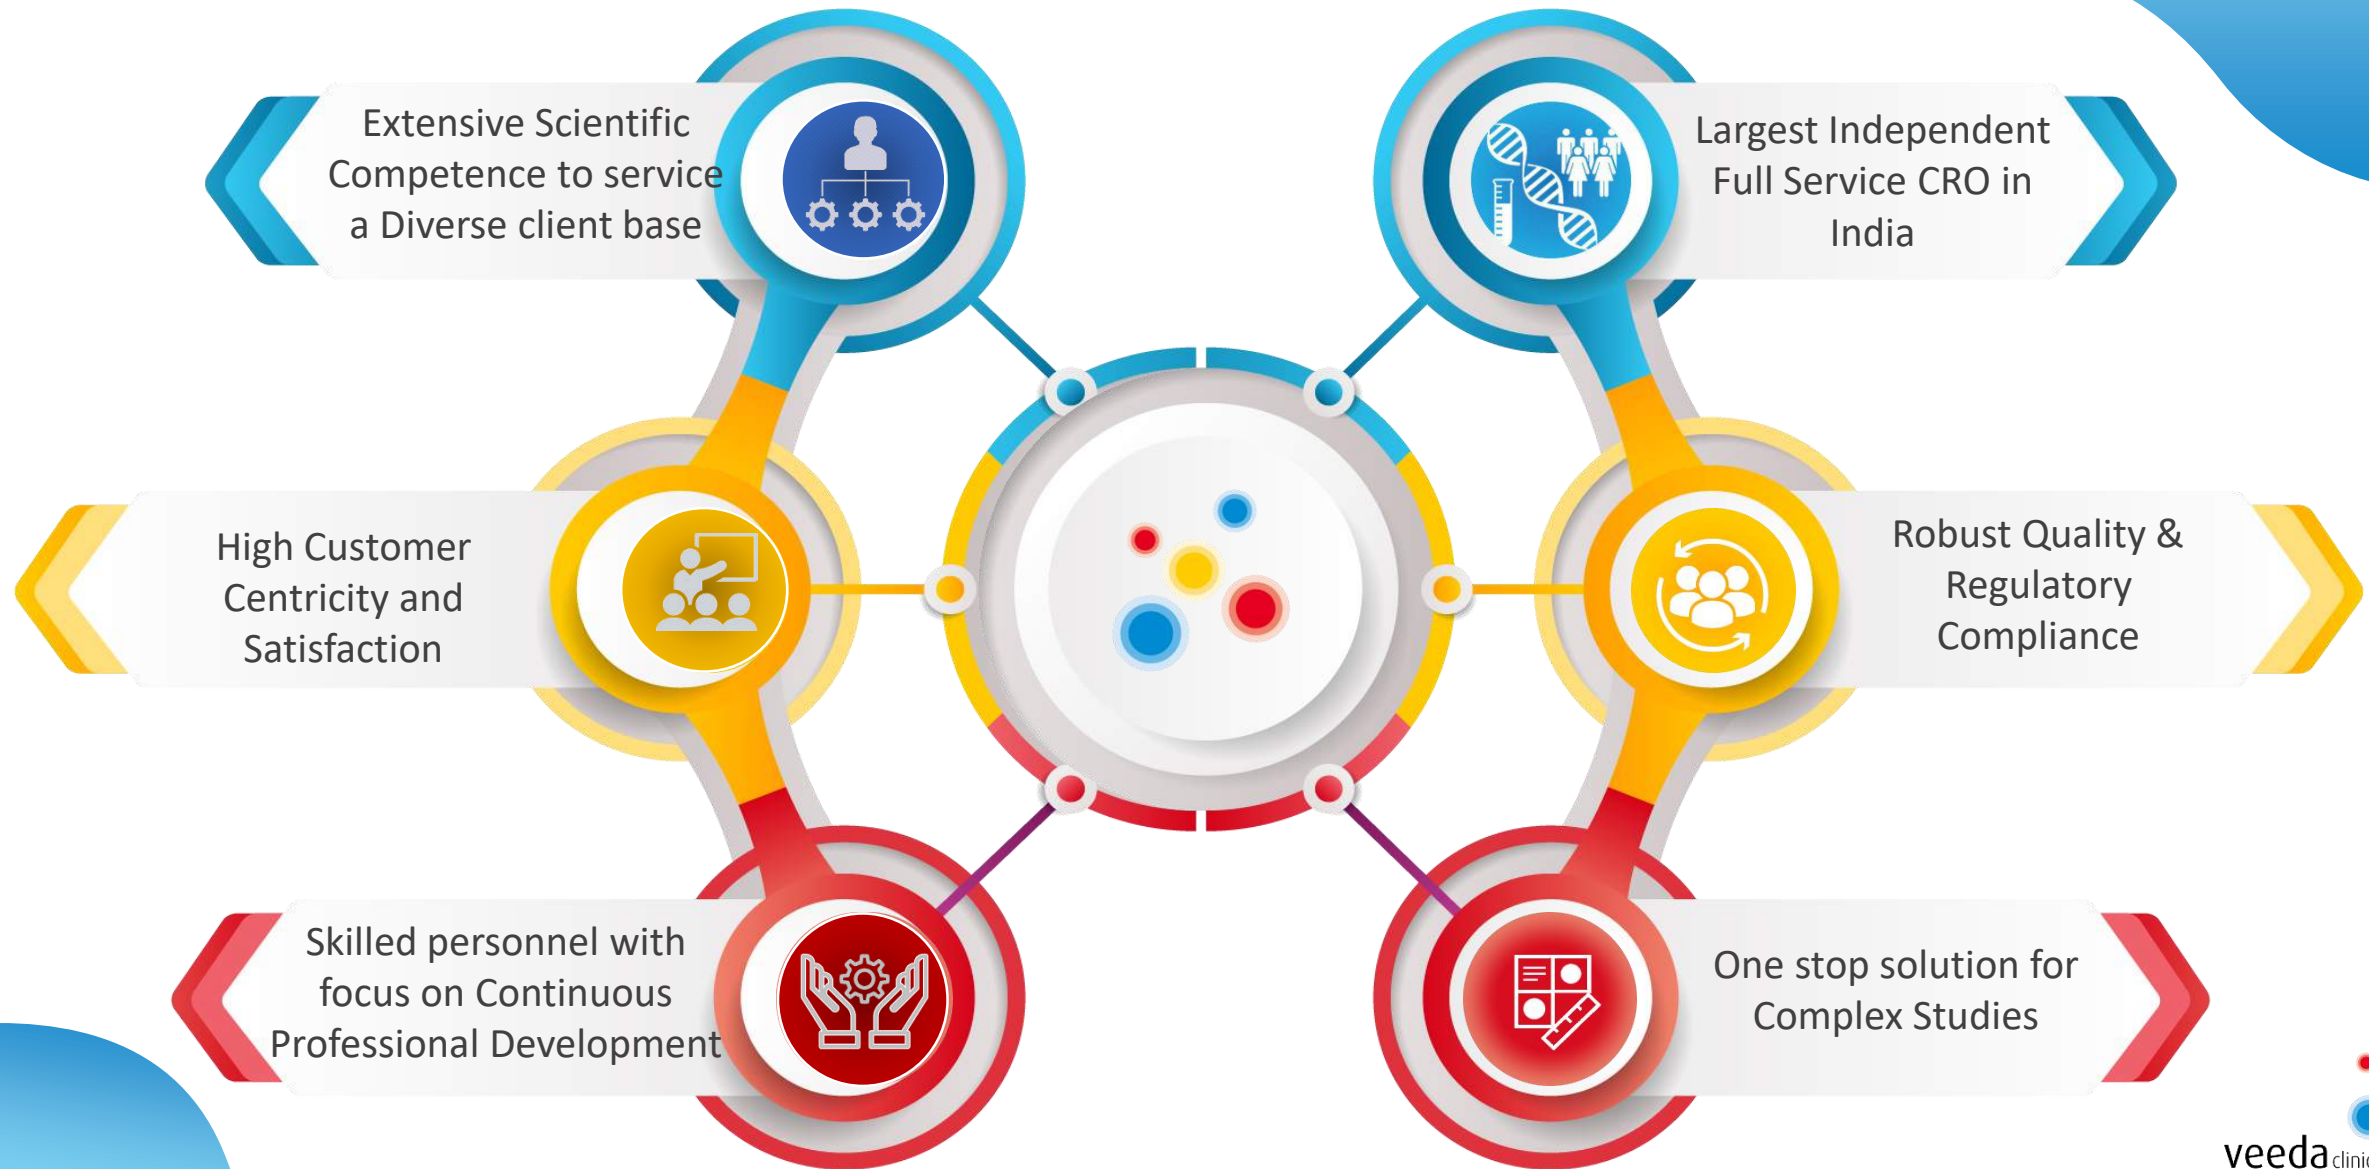 Extensive Scientific
Competence to service
a Diverse client base
Largest Independent
Full Service CRO in
India
High Customer
Centricity and
Satisfaction
Robust Quality &
Regulatory
Compliance
Skilled personnel with
focus on Continuous
Professional Development
One stop solution for
Complex Studies
veeda